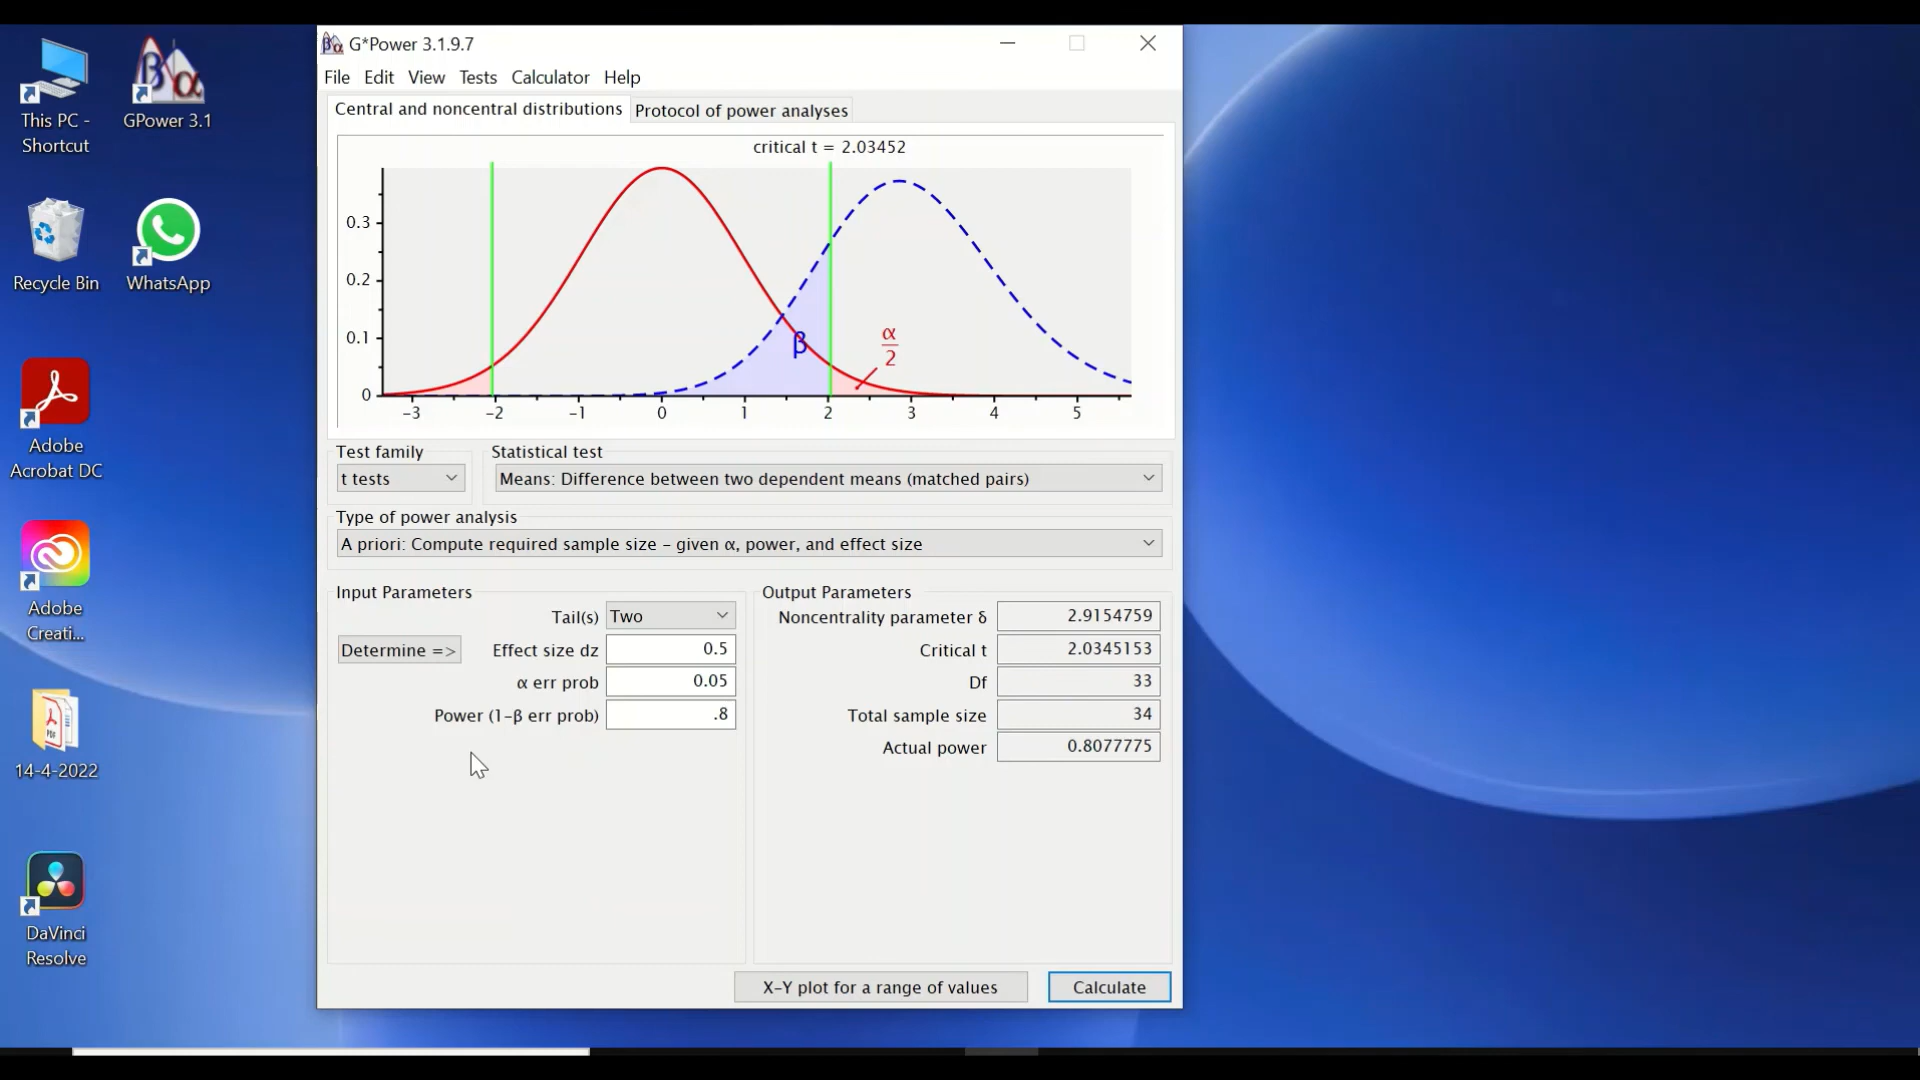 This PC -
Shortcut
GPower 3.1
Recycle Bin
WhatsApp
Adobe
Acrobat DC
Adobe
Creati...
14-4-2022
DaVinci
Resolve
G*Power 3.1.9.7
File Edit View Tests Calculator Help
Central and noncentral distributions Protocol of power analyses
critical t = 2.03452
0.3
0.2
0.1
0
β
α
2
-3 -2 -1 0 1 2 3 4 5
Test family Statistical test
t tests Means: Difference between two dependent means (matched pairs)
Type of power analysis
A priori: Compute required sample size – given α, power, and effect size
Input Parameters
Tail(s) Two
Determine => Effect size dz 0.5
α err prob 0.05
Power (1-β err prob) .8
Output Parameters
Noncentrality parameter δ 2.9154759
Critical t 2.0345153
Df 33
Total sample size 34
Actual power 0.8077775
X-Y plot for a range of values Calculate